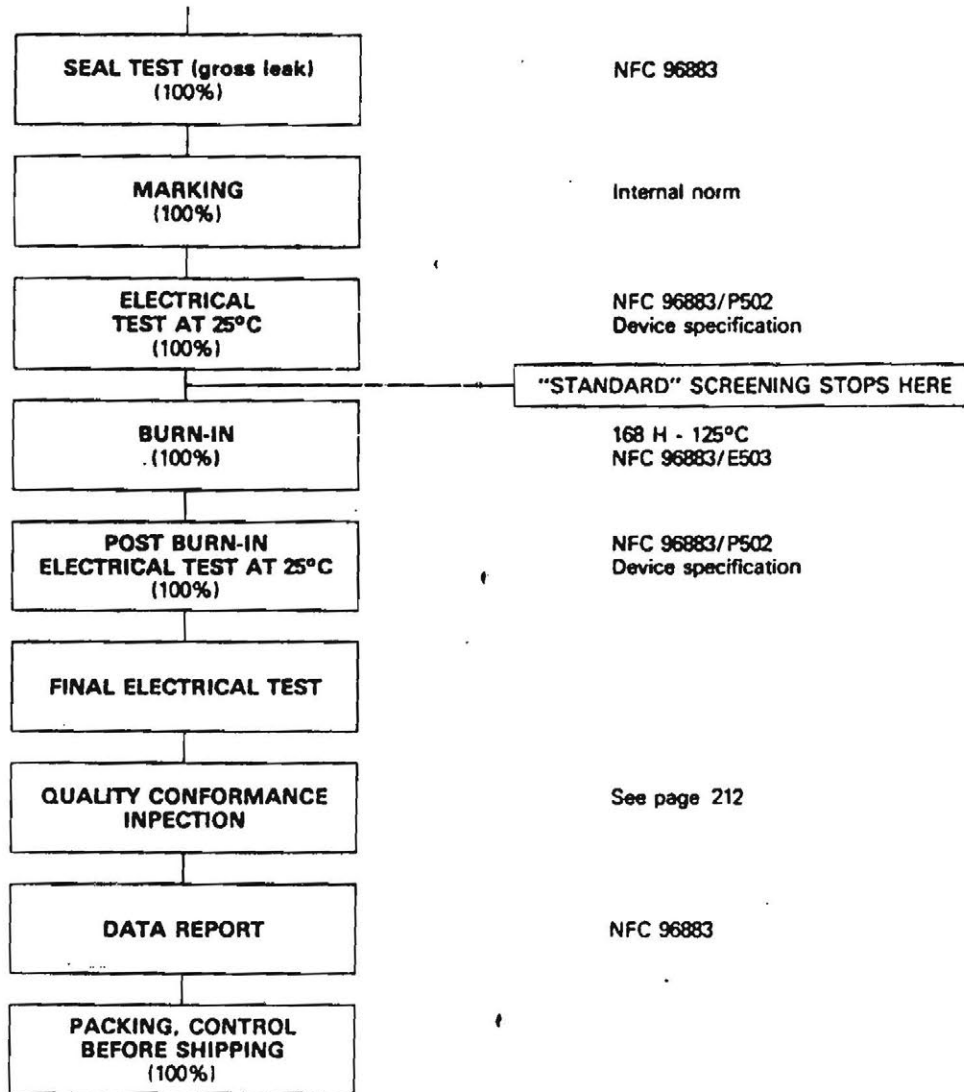 SEAL TEST (gross leak)
(100%)
NFC 96883
MARKING
(100%)
Internal norm
ELECTRICAL
TEST AT 25°C
(100%)
NFC 96883/P502
Device specification
"STANDARD" SCREENING STOPS HERE
BURN-IN
(100%)
168 H - 125°C
NFC 96883/E503
POST BURN-IN
ELECTRICAL TEST AT 25°C
(100%)
NFC 96883/P502
Device specification
FINAL ELECTRICAL TEST
QUALITY CONFORMANCE
INPECTION
See page 212
DATA REPORT
NFC 96883
PACKING, CONTROL
BEFORE SHIPPING
(100%)